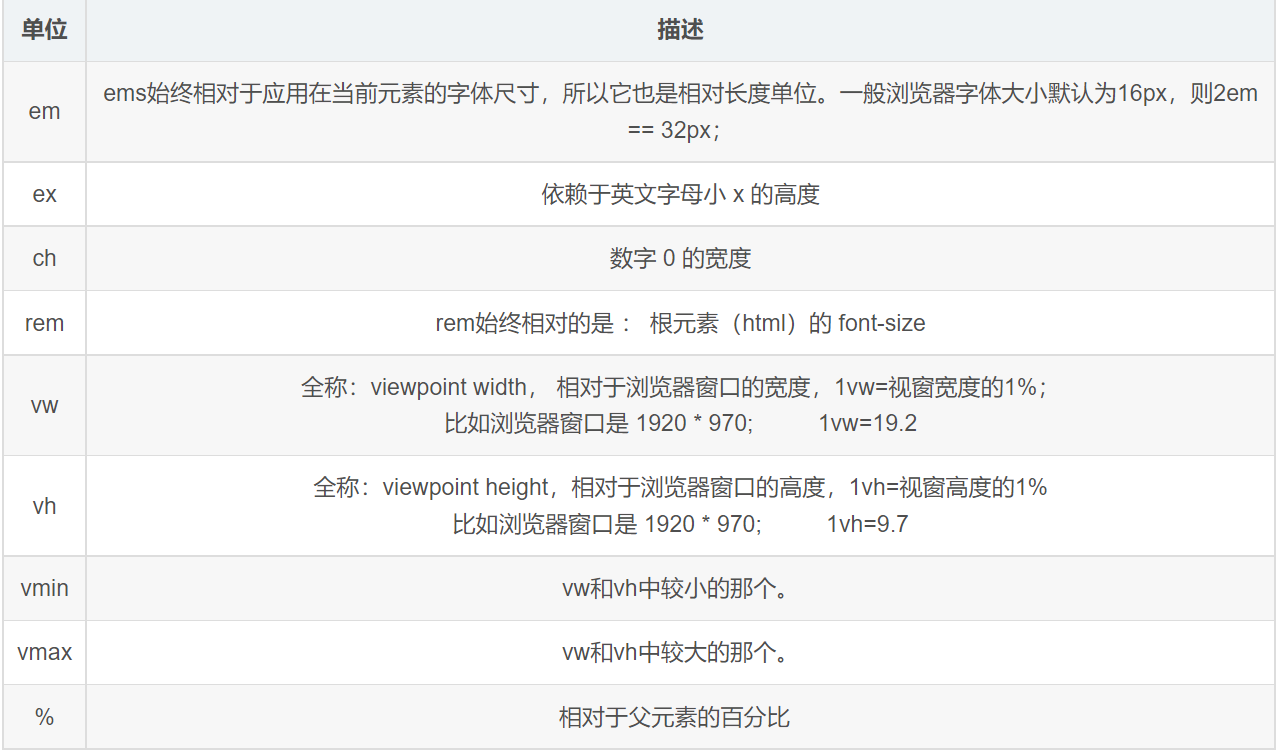 单位 描述
em ems始终相对于应用在当前元素的字体尺寸，所以它也是相对长度单位。一般浏览器字体大小默认为16px，则2em
== 32px；
ex 依赖于英文字母小 x 的高度
ch 数字 0 的宽度
rem rem始终相对的是 ： 根元素（html）的 font-size
vw 全称：viewpoint width， 相对于浏览器窗口的宽度，1vw=视窗宽度的1%；
比如浏览器窗口是 1920 * 970; 1vw=19.2
vh 全称：viewpoint height，相对于浏览器窗口的高度，1vh=视窗高度的1%
比如浏览器窗口是 1920 * 970; 1vh=9.7
vmin vw和vh中较小的那个。
vmax vw和vh中较大的那个。
% 相对于父元素的百分比